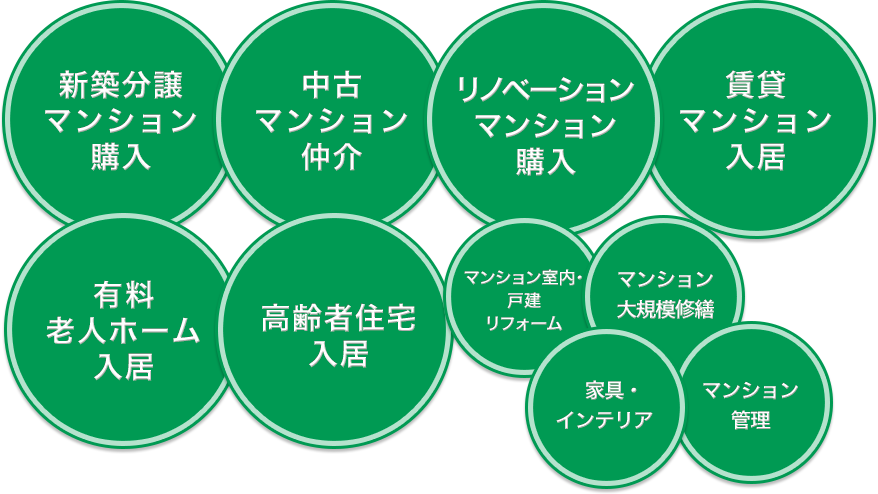 新築分譲
マンション
購入
中古
マンション
仲介
リノベーション
マンション
購入
賃貸
マンション
入居
有料
老人ホーム
入居
高齢者住宅
入居
マンション室内・
戸建
リフォーム
マンション
大規模修繕
家具・
インテリア
マンション
管理